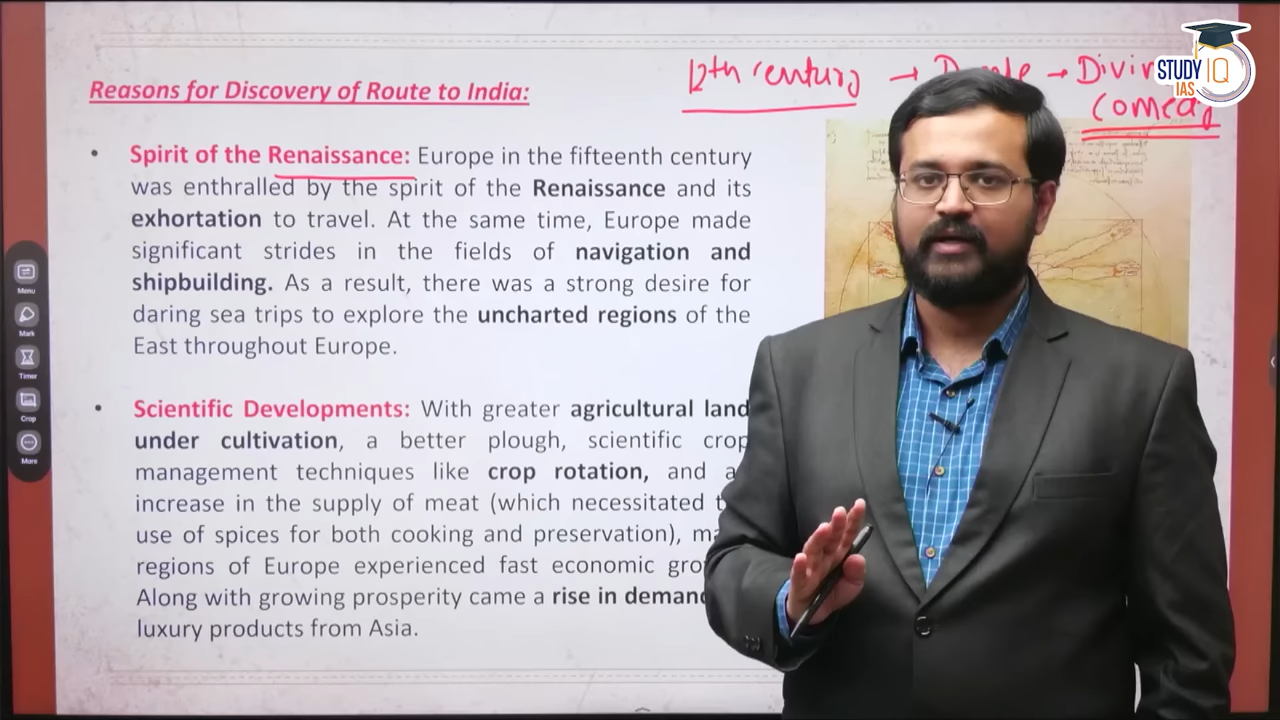 12th century → Dante → Divine
Comedy
STUDY IQ
IAS
Reasons for Discovery of Route to India:
• Spirit of the Renaissance: Europe in the fifteenth century
was enthralled by the spirit of the Renaissance and its
exhortation to travel. At the same time, Europe made
significant strides in the fields of navigation and
shipbuilding. As a result, there was a strong desire for
daring sea trips to explore the uncharted regions of the
East throughout Europe.
• Scientific Developments: With greater agricultural land
under cultivation, a better plough, scientific crop
management techniques like crop rotation, and a
increase in the supply of meat (which necessitated t
use of spices for both cooking and preservation), ma
regions of Europe experienced fast economic gro
Along with growing prosperity came a rise in demand
luxury products from Asia.
Menu
Mark
Timer
Crop
More